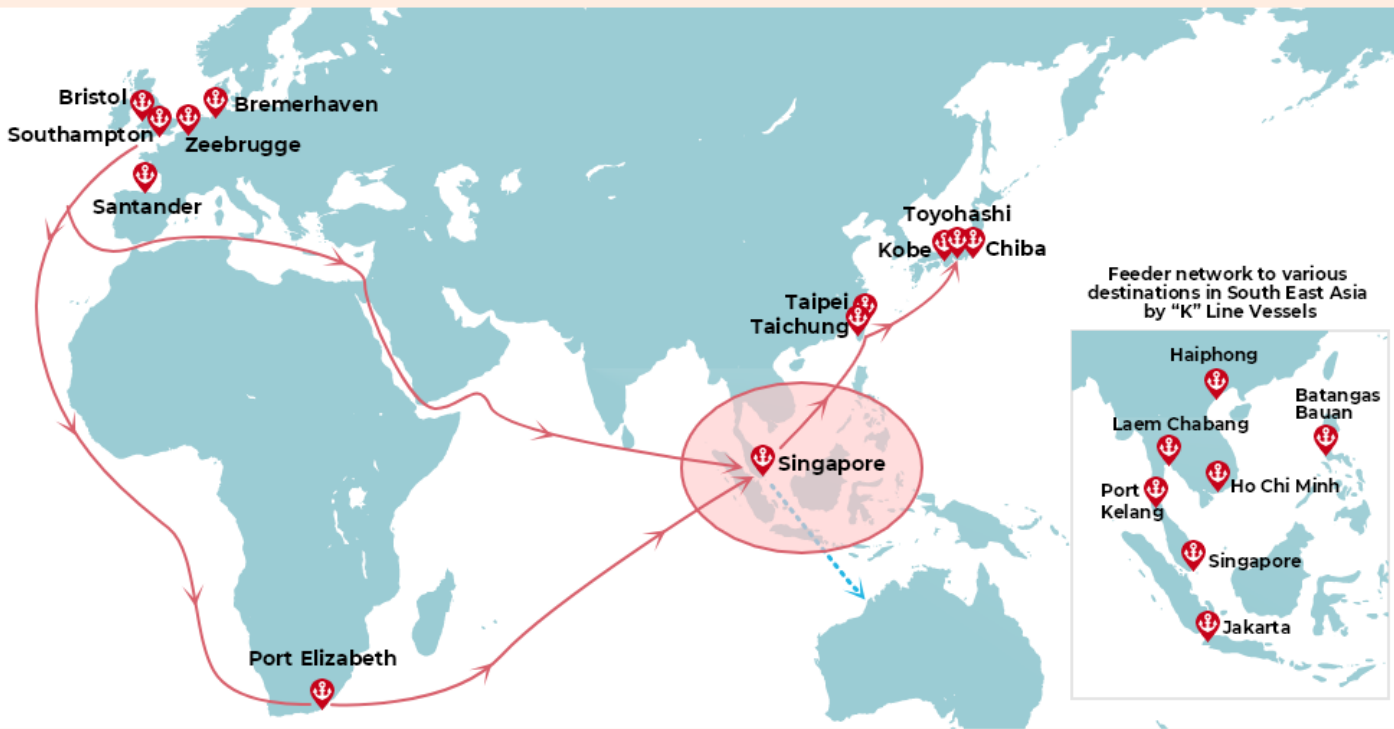 Bristol
Bremerhaven
Southampton
Zeebrugge
Santander
Toyohashi
Kobe
Chiba
Taipei
Taichung
Singapore
Port Elizabeth
Feeder network to various
destinations in South East Asia
by “K” Line Vessels
Haiphong
Batangas
Bauan
Laem Chabang
Ho Chi Minh
Port
Kelang
Singapore
Jakarta